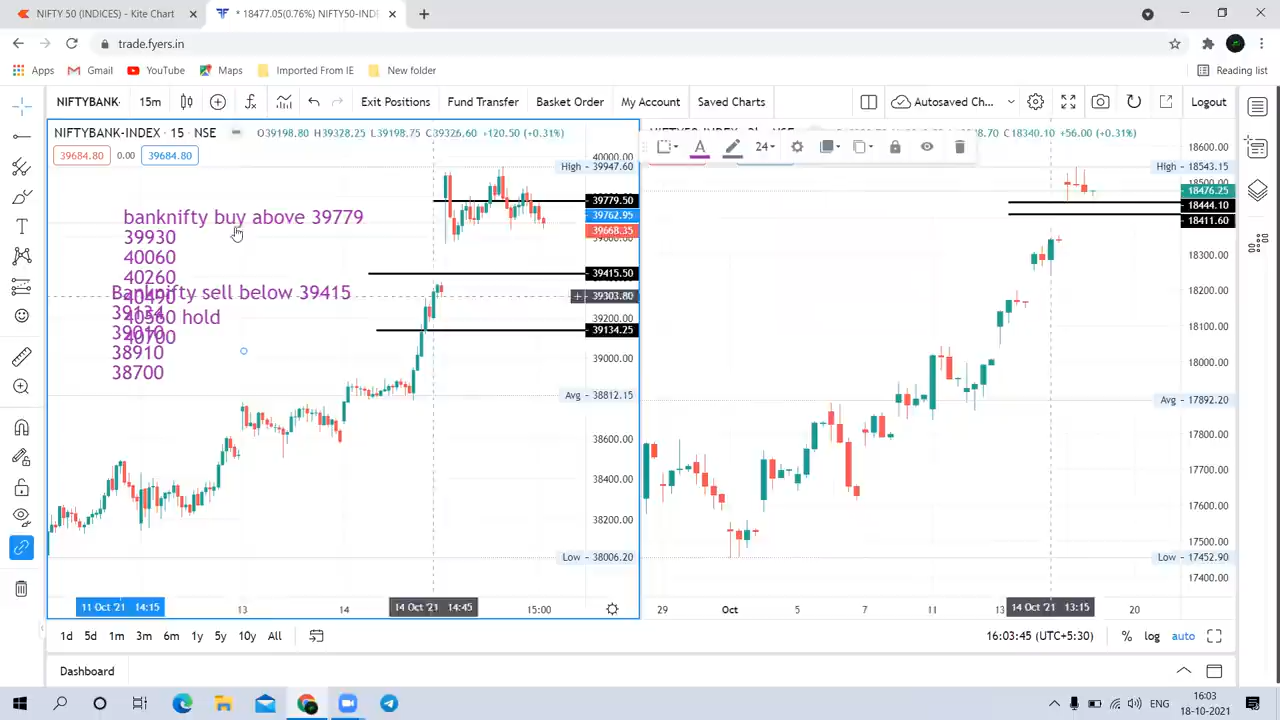 NIFTY 50 (INDICES) - Kite Chart
* 18477.05(0.76%) NIFTY50-IND
trade.fyers.in
Apps Gmail YouTube Maps Imported From IE New folder Reading list
NIFTYBANK- 15m Exit Positions Fund Transfer Basket Order My Account Saved Charts Autosaved Ch... Logout
NIFTYBANK-INDEX · 15 · NSE O39198.80 H39328.25 L39198.75 C39326.60 +120.50 (+0.31%)
C18340.10 +56.00 (+0.31%)
39684.80 0.00 39684.80
24
40000.00
High - 39947.60
39779.50
39762.95
39668.35
39415.50
39303.80
39200.00
39134.25
39000.00
Avg - 38812.15
38600.00
38400.00
38200.00
Low - 38006.20
banknifty buy above 39779
39930
40060
40260
40490
40560 hold
40700
Banknifty sell below 39415
39134
39010
38910
38700
18600.00
High - 18543.15
18500.00
18476.25
18444.10
18411.60
18300.00
18200.00
18100.00
18000.00
Avg - 17892.20
17800.00
17700.00
17600.00
17500.00
Low - 17452.90
17400.00
11 Oct '21 14:15 13 14 14 Oct '21 14:45 15:00
29 Oct 5 7 11 13 14 Oct '21 13:15 20
1d 5d 1m 3m 6m 1y 5y 10y All 16:03:45 (UTC+5:30) % log auto
Dashboard
ENG
16:03
18-10-2021